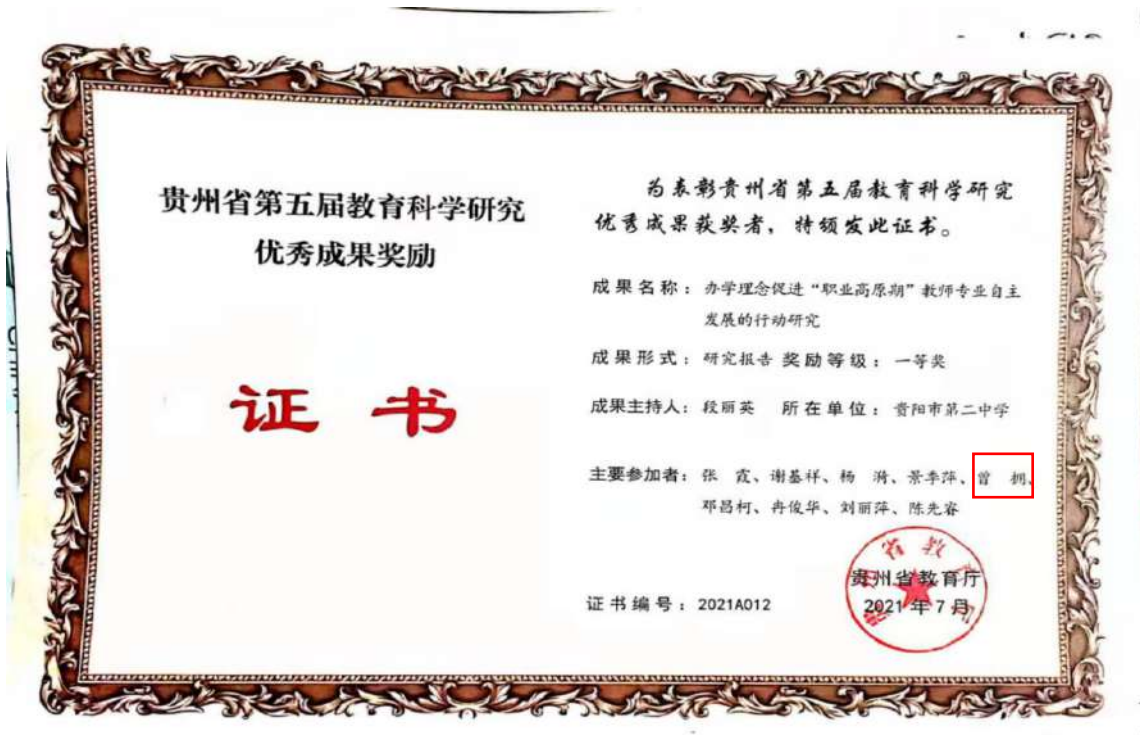 贵州省第五届教育科学研究
优秀成果奖励
证 书
为表彰贵州省第五届教育科学研究
优秀成果获奖者，特颁发此证书。
成果名称：办学理念促进“职业高原期”教师专业自主
发展的行动研究
成果形式：研究报告 奖励等级：一等奖
成果主持人：段丽英 所在单位：贵阳市第二中学
主要参加者：张 霞、谢基祥、杨 漪、景李萍、曾 拥、
邓昌柯、冉俊华、刘丽萍、陈先睿
贵州省教育厅
证书编号：2021A012
2021年7月